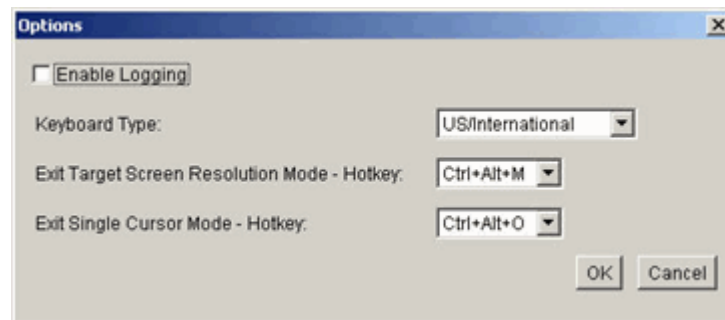 Options
Enable Logging
Keyboard Type: US/International
Exit Target Screen Resolution Mode - Hotkey: Ctrl+Alt+M
Exit Single Cursor Mode - Hotkey: Ctrl+Alt+O
OK Cancel